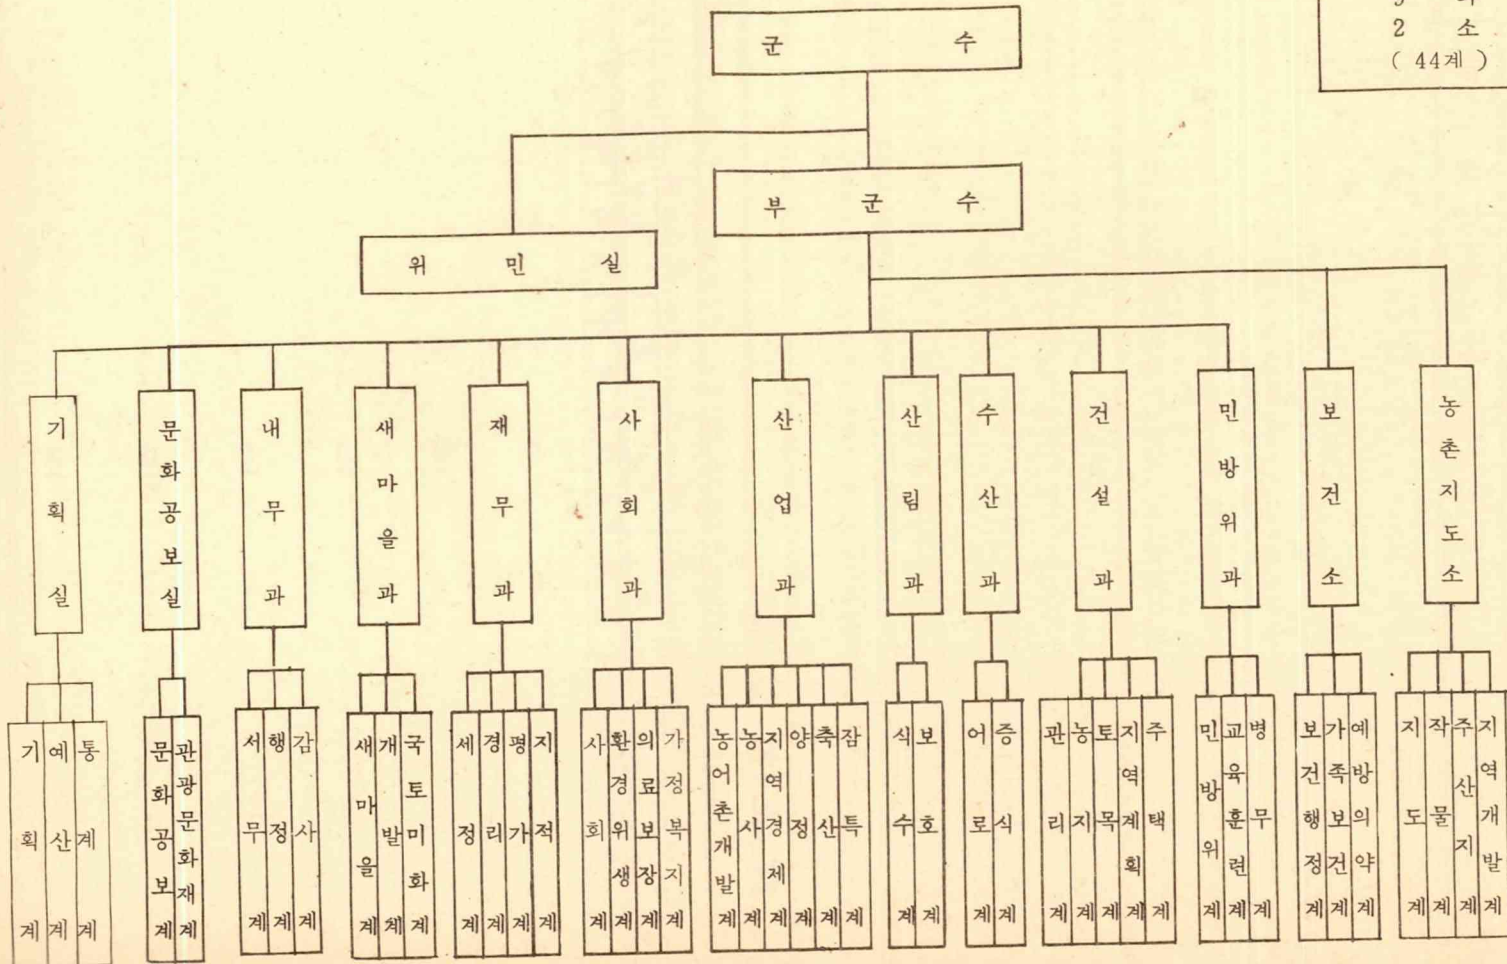 2 소
( 44계 )
군 수
부 군 수
위 민 실
기획실
문화공보실
내무과
새마을과
재무과
사회과
산업과
산림과
수산과
건설과
민방위과
보건소
농촌지도소
기획계
예산계
통계계
문화공보계
관광문화재계
서무계
행정계
감사계
새마을계
개발계
국토미화계
세정계
경리계
평가계
지적계
사회계
환경위생계
의료보장계
가정복지계
농어촌개발계
농사계
지역경제계
양정계
축산계
잠특계
식수계
보호계
어로계
증식계
관리계
농지계
토목계
지역계획계
주택계
민방위계
교육훈련계
병무계
보건행정계
가족보건계
예방의약계
지도계
작물계
주산지계
지역개발계